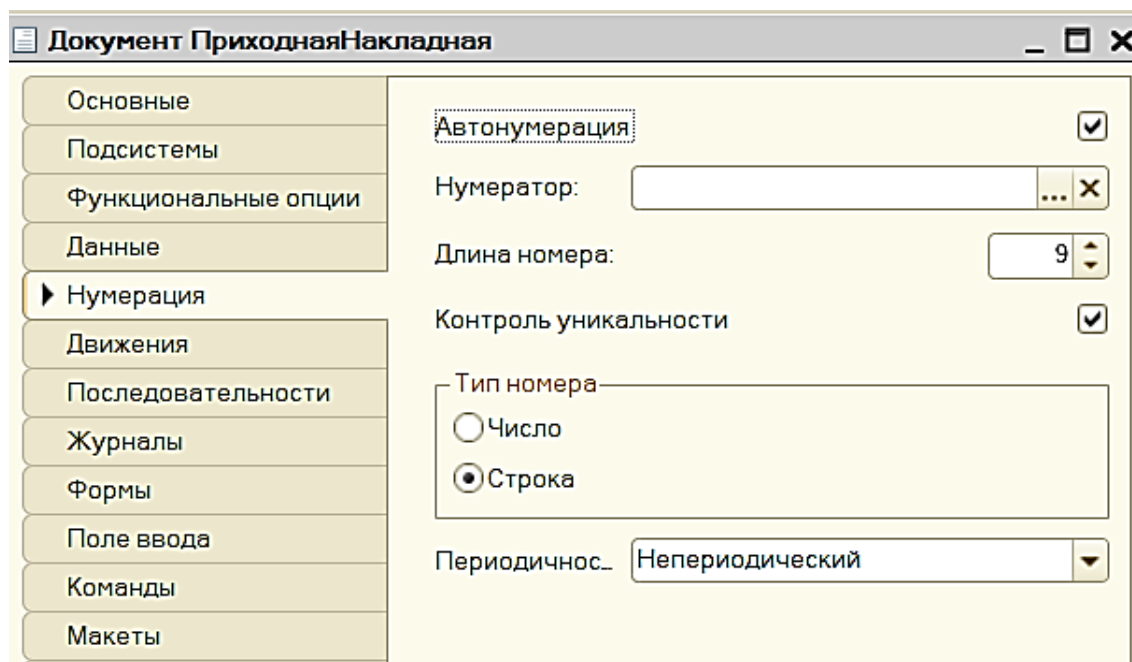 Документ ПриходнаяНакладная
Основные
Подсистемы
Функциональные опции
Данные
Нумерация
Движения
Последовательности
Журналы
Формы
Поле ввода
Команды
Макеты
Автонумерация
Нумератор:
...
Длина номера: 9
Контроль уникальности
Тип номера
Число
Строка
Периодичнос... Непериодический